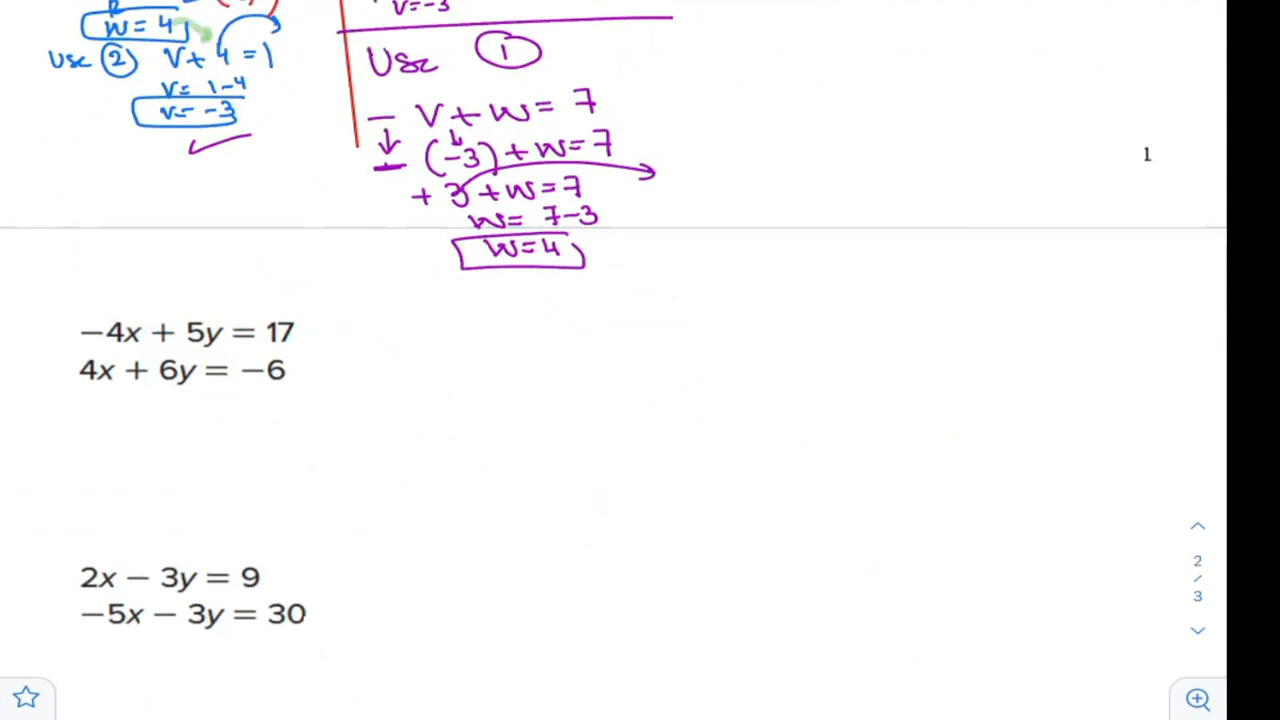 w = 4
Use ② v + 4 = 1
v = 1 - 4
v = -3
v = -3
Use ①
- v + w = 7
- (-3) + w = 7
+ 3 + w = 7
w = 7 - 3
w = 4
1
−4x + 5y = 17
4x + 6y = −6
2x − 3y = 9
−5x − 3y = 30
2
/
3